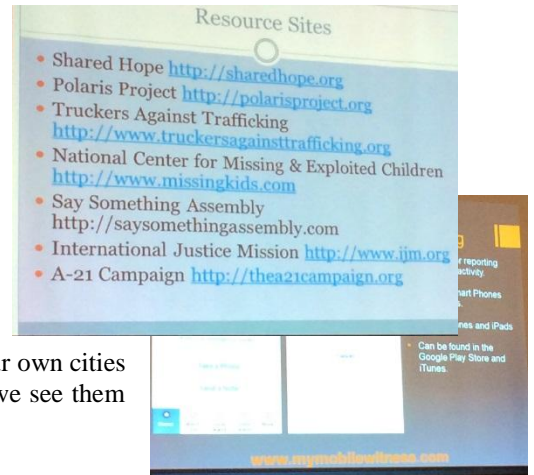 Resource Sites
Shared Hope http://sharedhope.org
Polaris Project http://polarisproject.org
Truckers Against Trafficking
http://www.truckersagainsttrafficking.org
National Center for Missing & Exploited Children
http://www.missingkids.com
Say Something Assembly
http://saysomethingassembly.com
International Justice Mission http://www.ijm.org
A-21 Campaign http://thea21campaign.org
reporting
activity.
Phones
and iPads
Can be found in the
Google Play Store and
iTunes.
own cities
see them
www.mymobilewitness.com